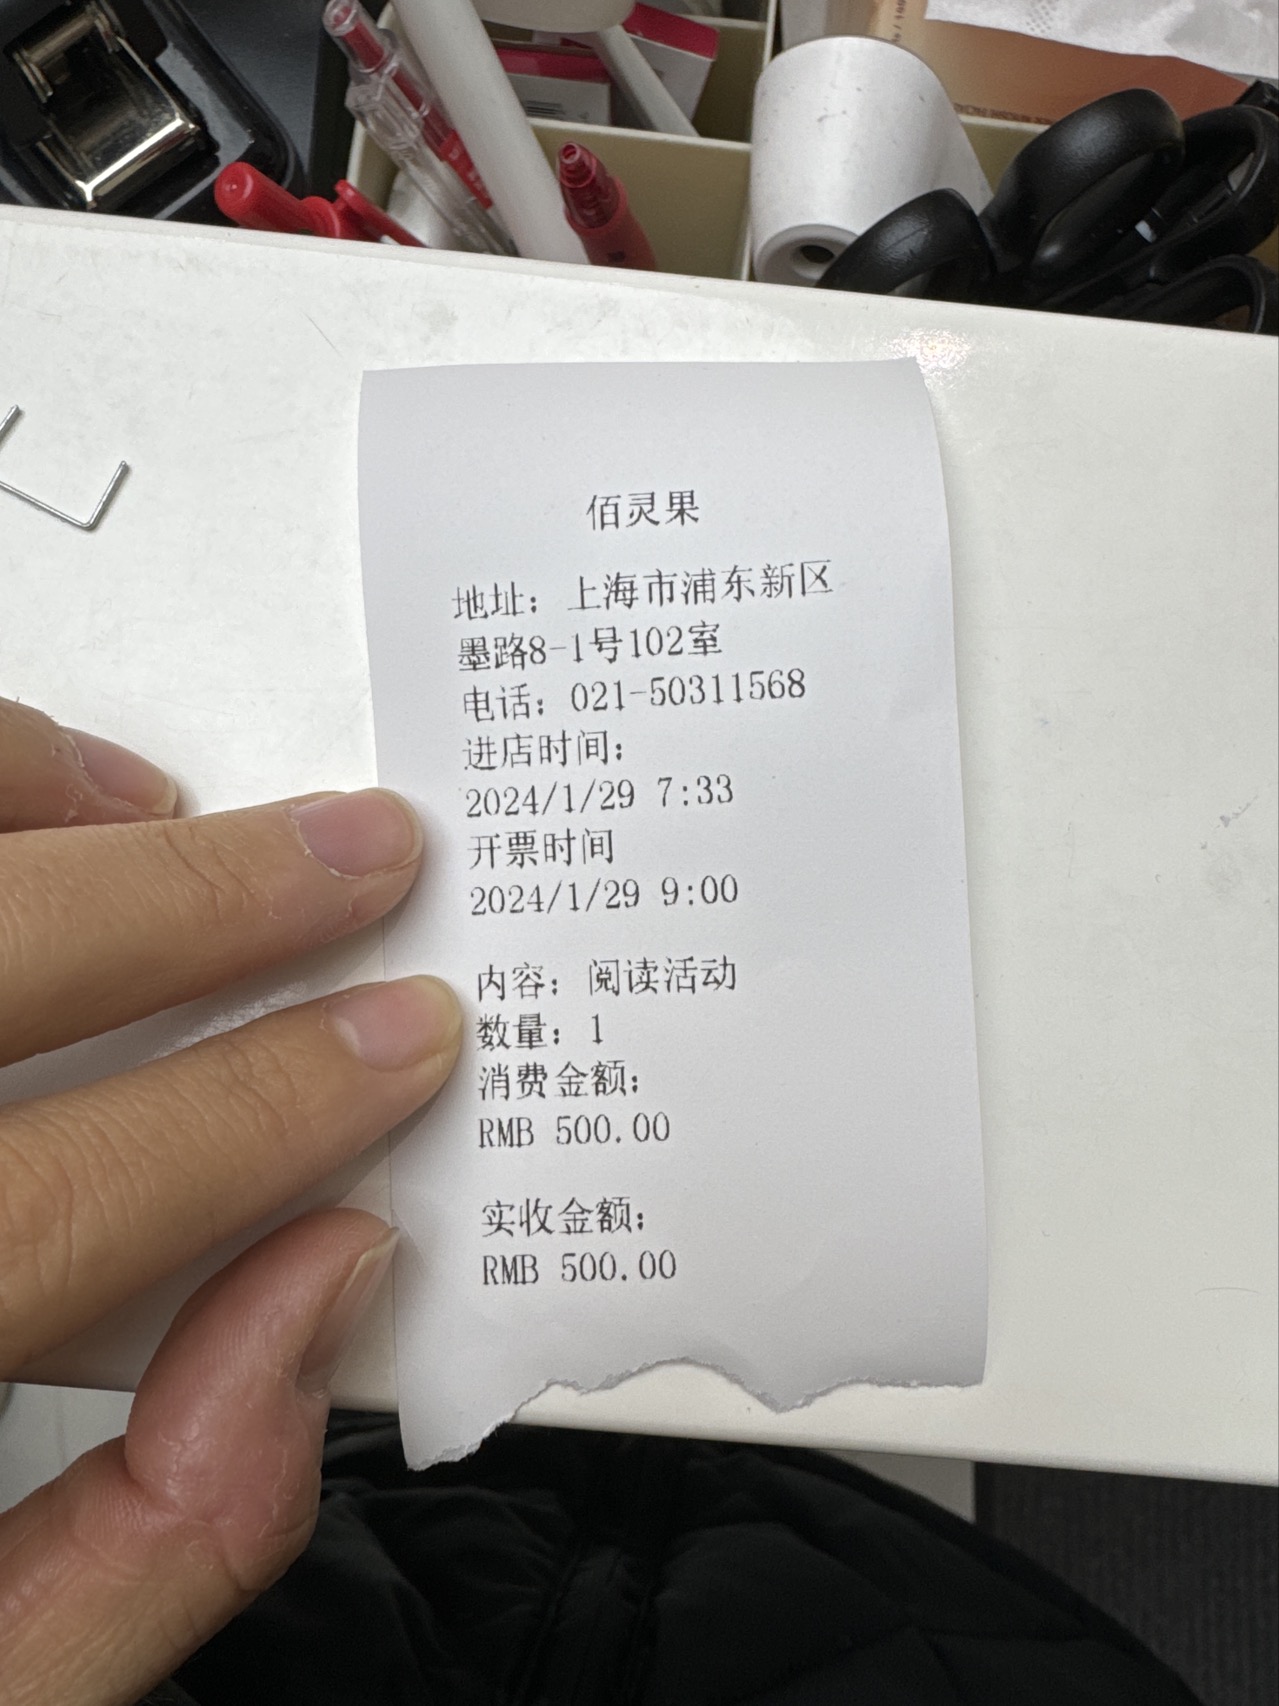 佰灵果
地址：上海市浦东新区
墨路8-1号102室
电话：021-50311568
进店时间：
2024/1/29 7:33
开票时间
2024/1/29 9:00
内容：阅读活动
数量：1
消费金额：
RMB 500.00
实收金额：
RMB 500.00